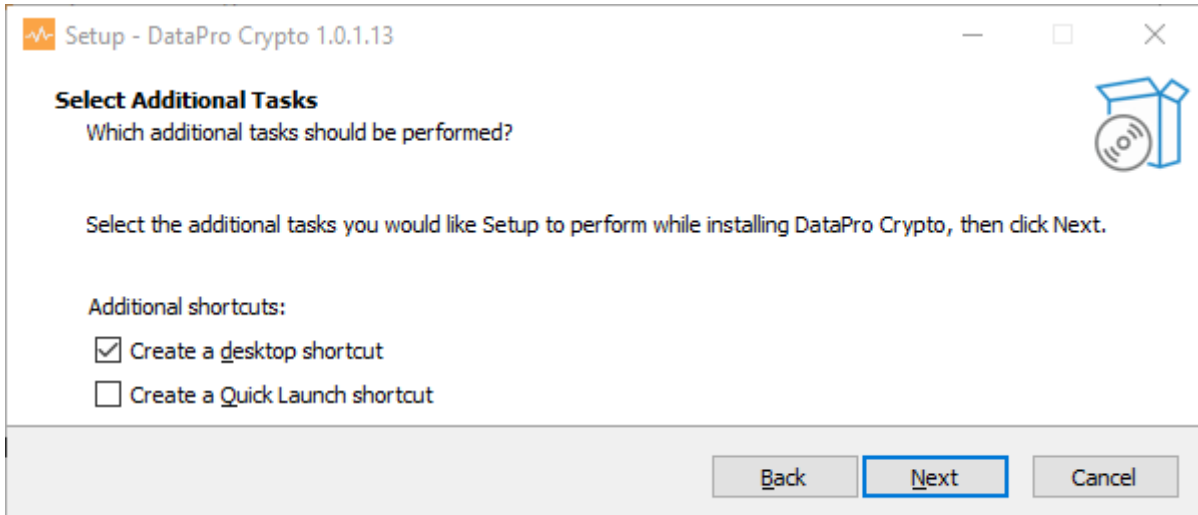 Setup - DataPro Crypto 1.0.1.13
Select Additional Tasks
Which additional tasks should be performed?
Select the additional tasks you would like Setup to perform while installing DataPro Crypto, then click Next.
Additional shortcuts:
Create a desktop shortcut
Create a Quick Launch shortcut
Back
Next
Cancel